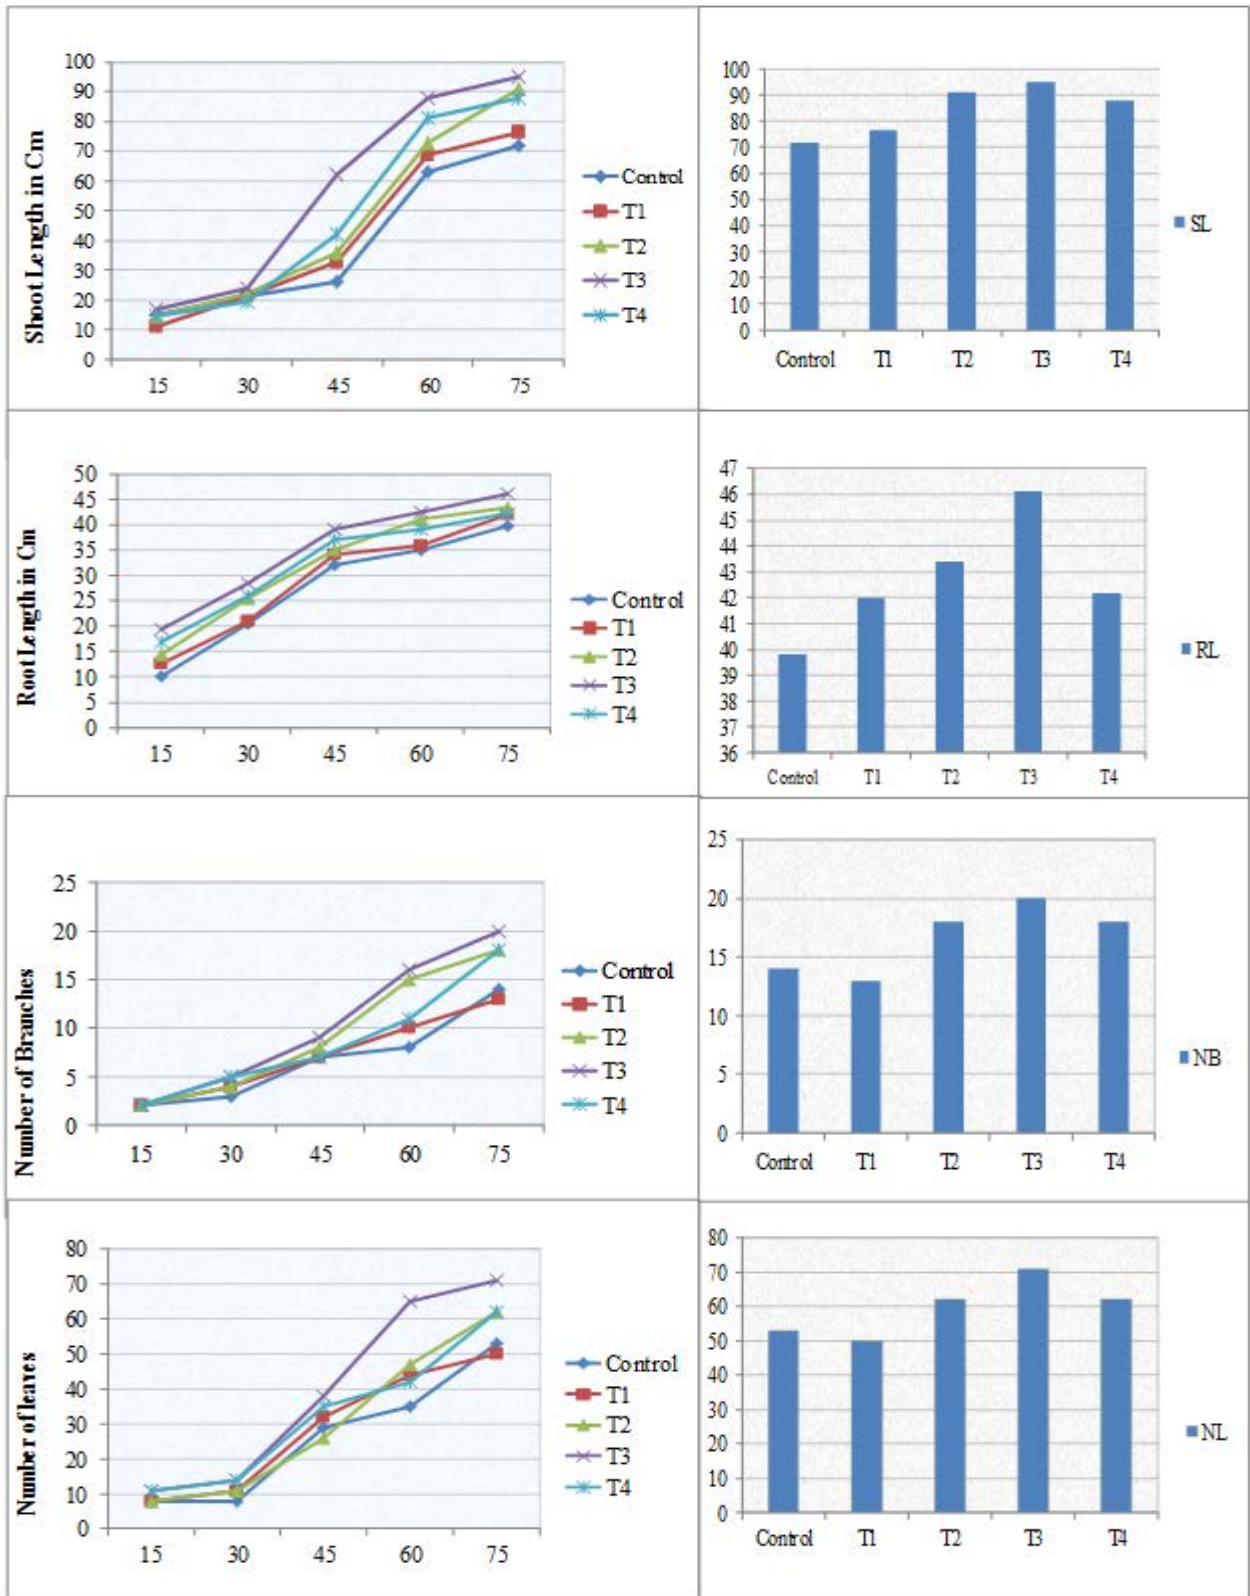 Shoot Length in Cm
100
90
80
70
60
50
40
30
20
10
0
15 30 45 60 75
Control
T1
T2
T3
T4
100
90
80
70
60
50
40
30
20
10
0
Control T1 T2 T3 T4
SL
Root Length in Cm
50
45
40
35
30
25
20
15
10
5
0
15 30 45 60 75
Control
T1
T2
T3
T4
47
46
45
44
43
42
41
40
39
38
37
36
Control T1 T2 T3 T4
RL
Number of Branches
25
20
15
10
5
0
15 30 45 60 75
Control
T1
T2
T3
T4
25
20
15
10
5
0
Control T1 T2 T3 T4
NB
Number of leaves
80
70
60
50
40
30
20
10
0
15 30 45 60 75
Control
T1
T2
T3
T4
80
70
60
50
40
30
20
10
0
Control T1 T2 T3 T4
NL